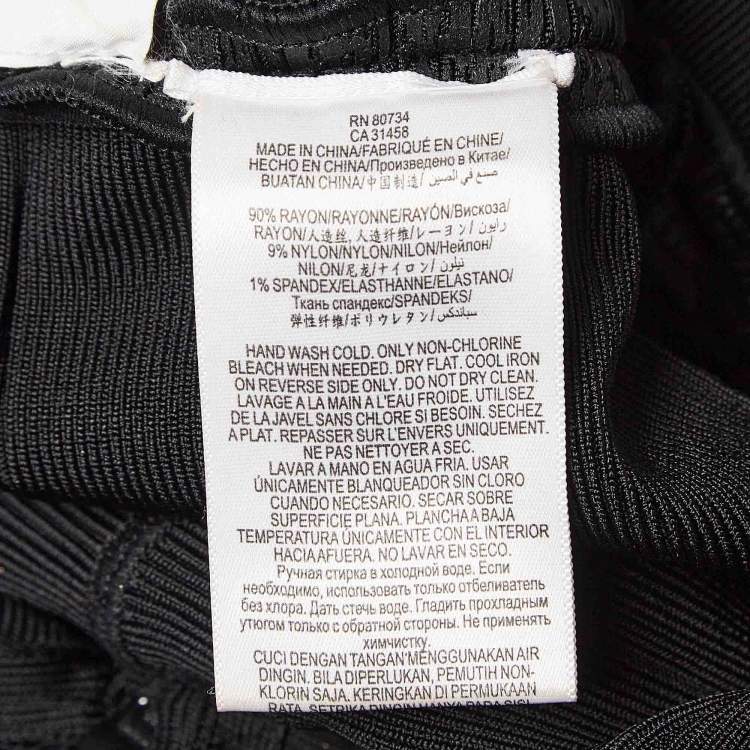 RN 80734
CA 31458
MADE IN CHINA/FABRIQUÉ EN CHINE/
HECHO EN CHINA/Произведено в Китае/
BUATAN CHINA/中国制造/ صنع في الصين/
90% RAYON/RAYONNE/RAYÓN/Вискоза/
RAYON/人造丝, 人造纤维/レーヨン/ رايون/
9% NYLON/NYLON/NILON/Нейлон/
NILON/尼龙/ナイロン/ نيلون/
1% SPANDEX/ELASTHANNE/ELASTANO/
Ткань спандекс/SPANDEKS/
弹性纤维/ポリウレタン/ سباندكس/
HAND WASH COLD. ONLY NON-CHLORINE
BLEACH WHEN NEEDED. DRY FLAT. COOL IRON
ON REVERSE SIDE ONLY. DO NOT DRY CLEAN.
LAVAGE A LA MAIN A L'EAU FROIDE. UTILISEZ
DE LA JAVEL SANS CHLORE SI BESOIN. SECHEZ
A PLAT. REPASSER SUR L'ENVERS UNIQUEMENT.
NE PAS NETTOYER A SEC.
LAVAR A MANO EN AGUA FRIA. USAR
ÚNICAMENTE BLANQUEADOR SIN CLORO
CUANDO NECESARIO. SECAR SOBRE
SUPERFICIE PLANA. PLANCHA A BAJA
TEMPERATURA ÚNICAMENTE EN EL INTERIOR
HACIA AFUERA. NO LAVAR EN SECO.
Ручная стирка в холодной воде. Если
необходимо, использовать только отбеливатель
без хлора. Дать стечь воде. Гладить прохладным
утюгом только с обратной стороны. Не применять
химчистку.
CUCI DENGAN TANGAN MENGGUNAKAN AIR
DINGIN. BILA DIPERLUKAN, PEMUTIH NON-
KLORIN SAJA. KERINGKAN DI PERMUKAAN
RATA. SETRIKA DINGIN HANYA PADA SISI